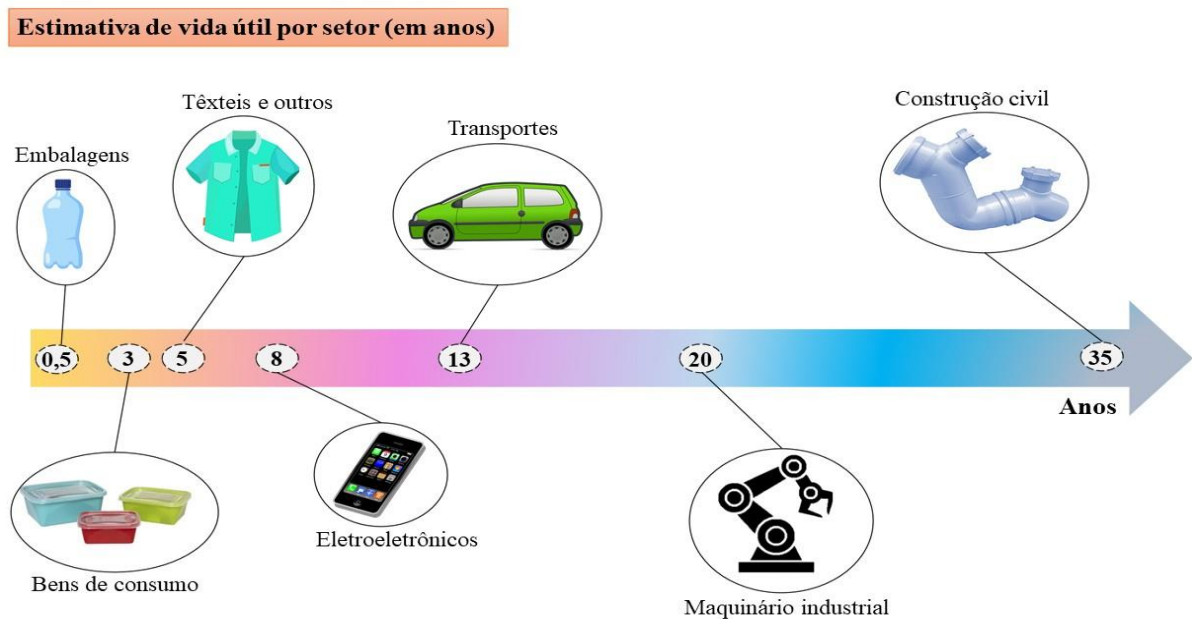 Estimativa de vida útil por setor (em anos)
Têxteis e outros
Construção civil
Transportes
Embalagens
0,5
3
5
8
13
20
35
Anos
Eletroeletrônicos
Bens de consumo
Maquinário industrial